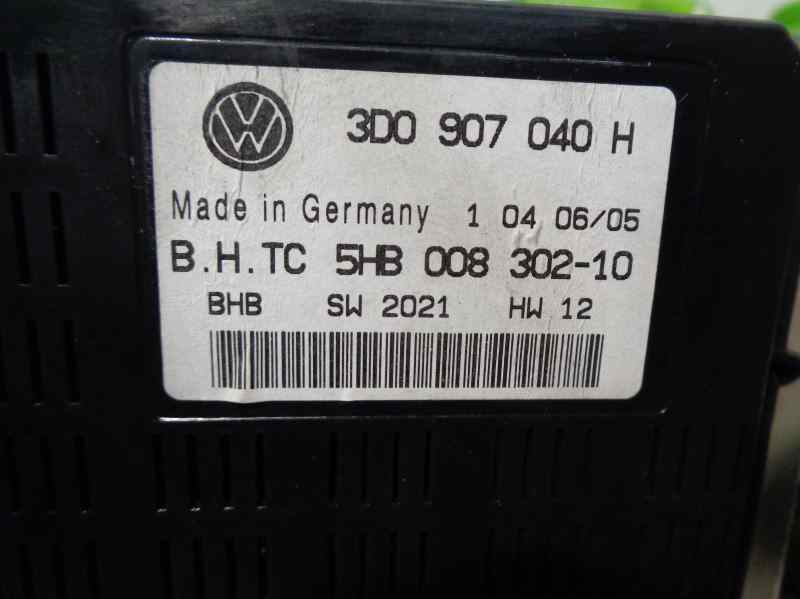 3D0 907 040 H
Made in Germany 1 04 06/05
B.H.TC 5HB 008 302-10
BHB SW 2021 HW 12